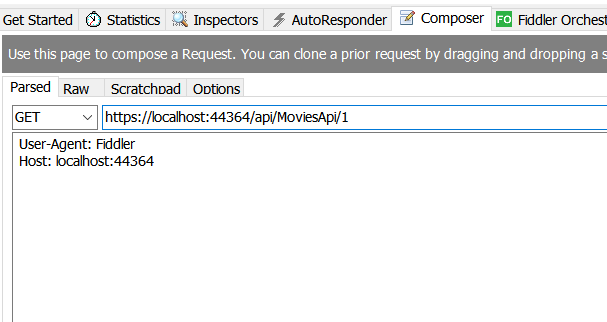 Get Started Statistics Inspectors AutoResponder Composer FO Fiddler Orchest
Use this page to compose a Request. You can clone a prior request by dragging and dropping a s
Parsed Raw Scratchpad Options
GET https://localhost:44364/api/MoviesApi/1
User-Agent: Fiddler
Host: localhost:44364